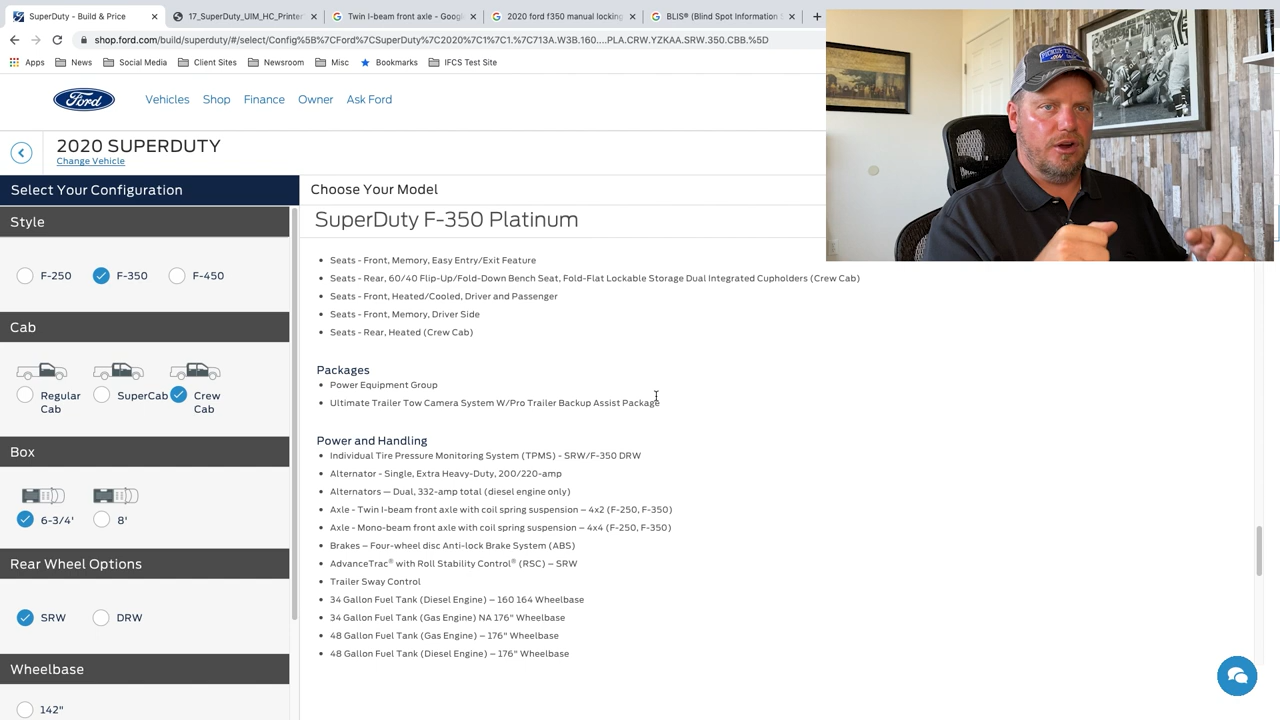 SuperDuty - Build & Price
17_SuperDuty_UIM_HC_Printer
Twin I-beam front axle - Goog
2020 ford f350 manual locking
BLIS® (Blind Spot Information S
shop.ford.com/build/superduty/#/select/Config%5B%7CFord%7CSuperDuty%7C2020%7C1%7C1.%7C713A.W3B.160....PLA.CRW.YZKAA.SRW.350.CBB.%5D
Apps
News
Social Media
Client Sites
Newsroom
Misc
Bookmarks
IFCS Test Site
Ford
Vehicles
Shop
Finance
Owner
Ask Ford
2020 SUPERDUTY
Change Vehicle
Select Your Configuration
Choose Your Model
Style
F-250
F-350
F-450
Cab
Regular Cab
SuperCab
Crew Cab
Box
6-3/4'
8'
Rear Wheel Options
SRW
DRW
Wheelbase
142"
SuperDuty F-350 Platinum
Seats - Front, Memory, Easy Entry/Exit Feature
Seats - Rear, 60/40 Flip-Up/Fold-Down Bench Seat, Fold-Flat Lockable Storage Dual Integrated Cupholders (Crew Cab)
Seats - Front, Heated/Cooled, Driver and Passenger
Seats - Front, Memory, Driver Side
Seats - Rear, Heated (Crew Cab)
Packages
Power Equipment Group
Ultimate Trailer Tow Camera System W/Pro Trailer Backup Assist Package
Power and Handling
Individual Tire Pressure Monitoring System (TPMS) - SRW/F-350 DRW
Alternator - Single, Extra Heavy-Duty, 200/220-amp
Alternators — Dual, 332-amp total (diesel engine only)
Axle - Twin I-beam front axle with coil spring suspension – 4x2 (F-250, F-350)
Axle - Mono-beam front axle with coil spring suspension – 4x4 (F-250, F-350)
Brakes – Four-wheel disc Anti-lock Brake System (ABS)
AdvanceTrac® with Roll Stability Control® (RSC) – SRW
Trailer Sway Control
34 Gallon Fuel Tank (Diesel Engine) – 160 164 Wheelbase
34 Gallon Fuel Tank (Gas Engine) NA 176" Wheelbase
48 Gallon Fuel Tank (Gas Engine) – 176" Wheelbase
48 Gallon Fuel Tank (Diesel Engine) – 176" Wheelbase